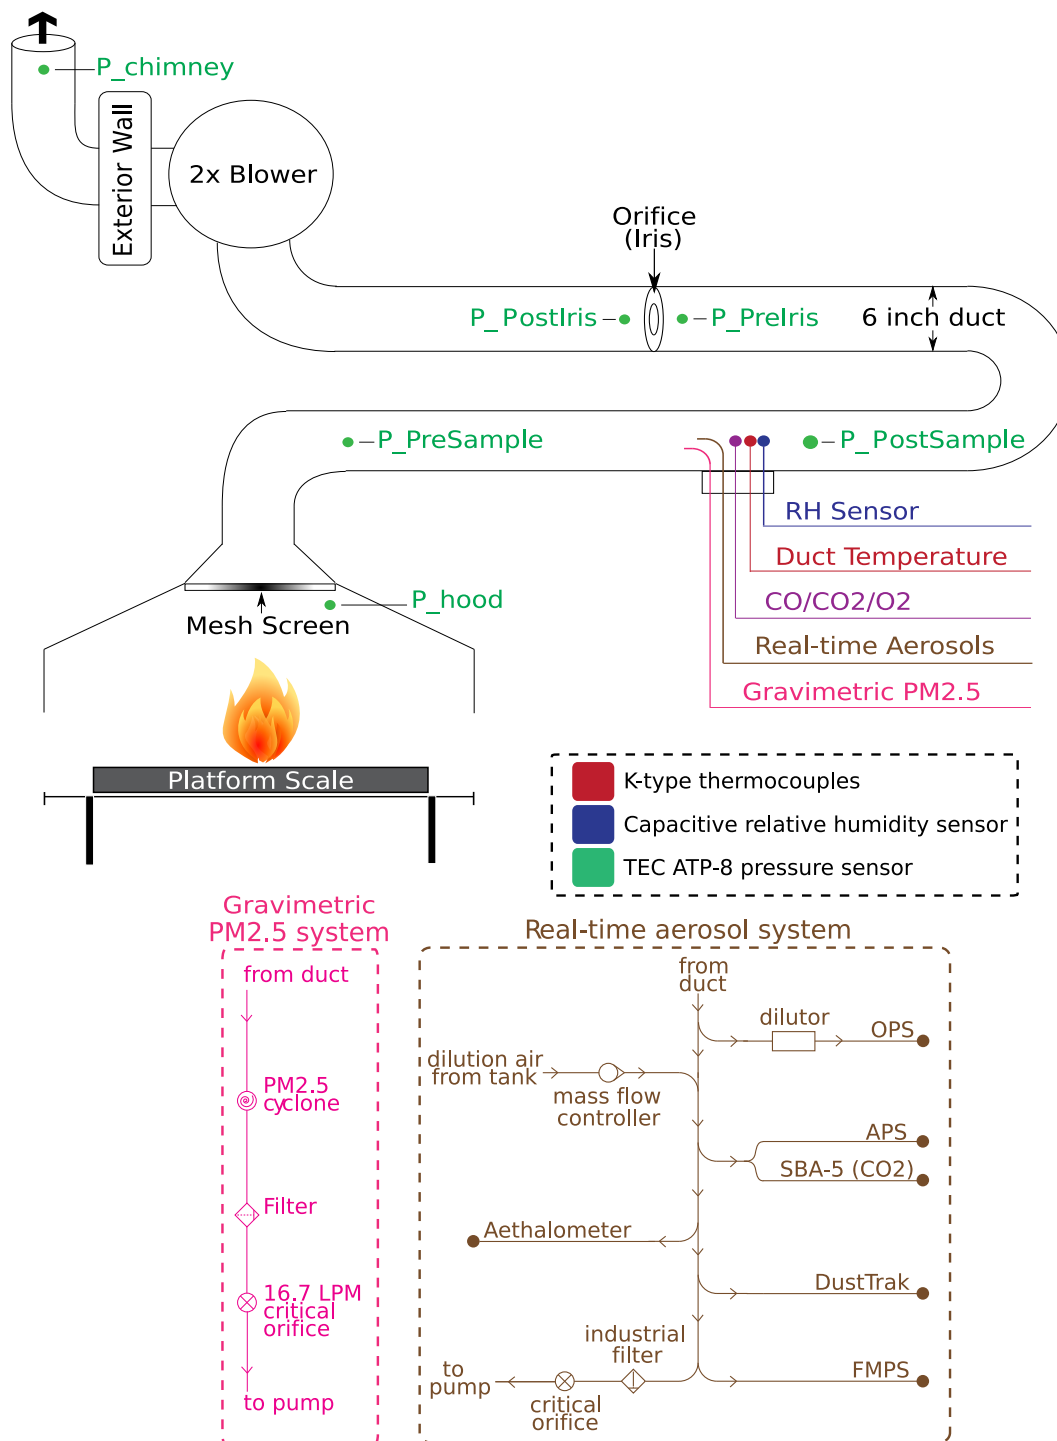 P_chimney
Exterior Wall
2x Blower
Orifice
(Iris)
P_PostIris
P_PreIris
6 inch duct
P_PreSample
P_PostSample
RH Sensor
Duct Temperature
CO/CO2/O2
Real-time Aerosols
Gravimetric PM2.5
P_hood
Mesh Screen
Platform Scale
K-type thermocouples
Capacitive relative humidity sensor
TEC ATP-8 pressure sensor
Gravimetric
PM2.5 system
from duct
PM2.5
cyclone
Filter
16.7 LPM
critical
orifice
to pump
Real-time aerosol system
from
duct
dilutor
OPS
dilution air
from tank
mass flow
controller
APS
SBA-5 (CO2)
Aethalometer
DustTrak
industrial
filter
to
pump
critical
orifice
FMPS